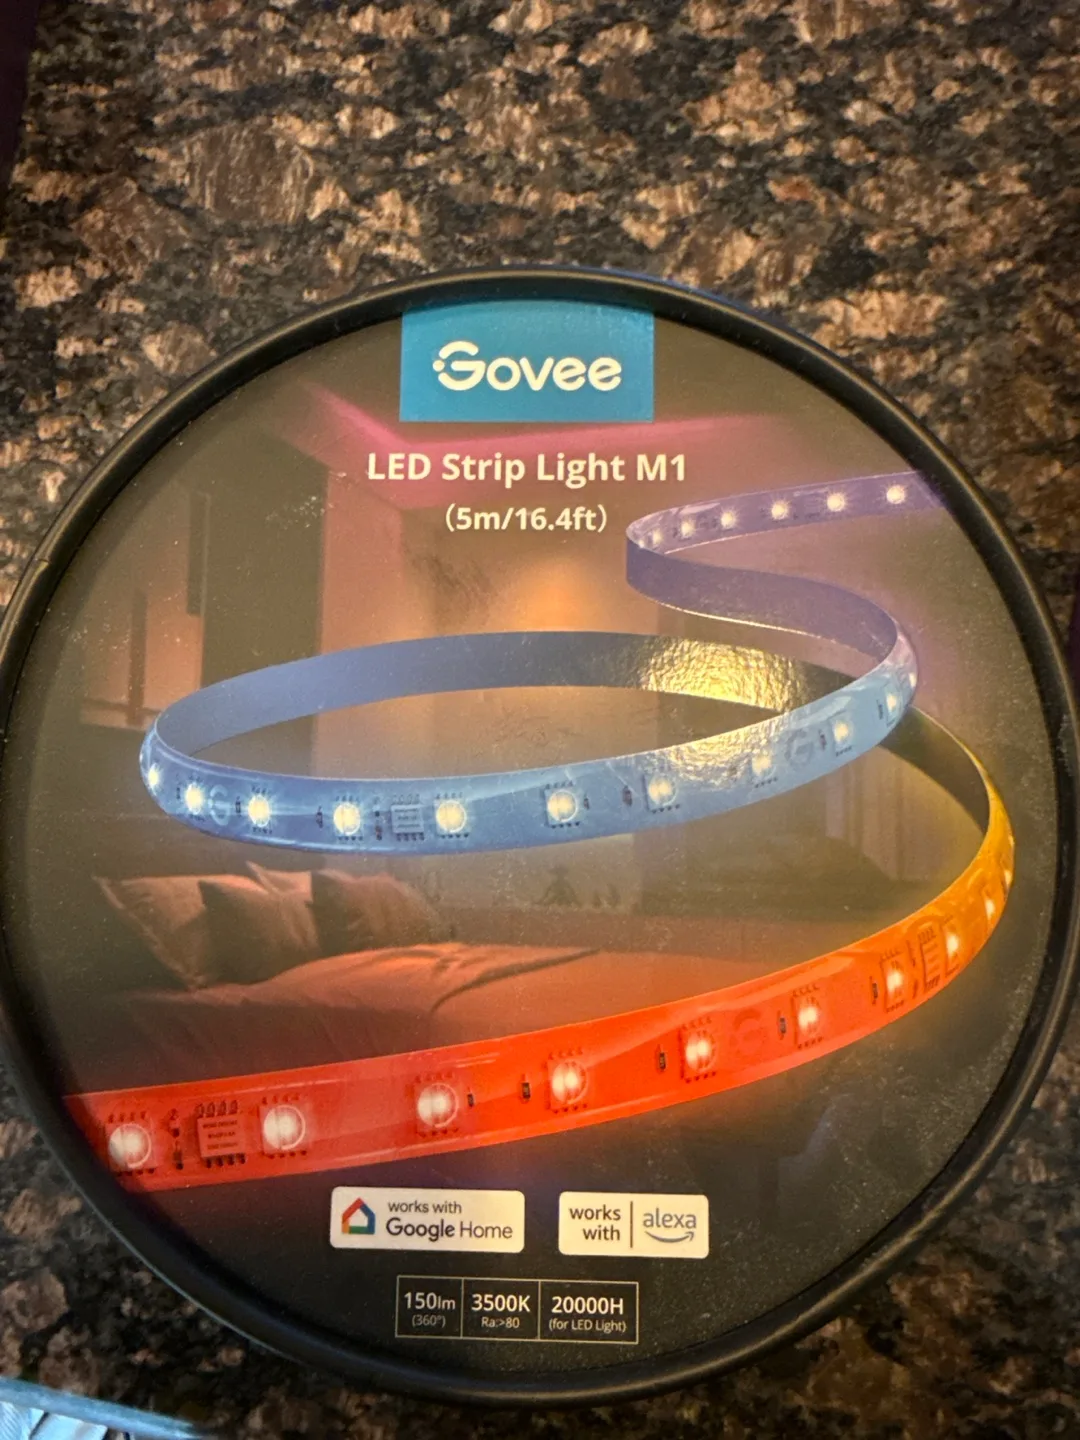 Govee
LED Strip Light M1
(5m/16.4ft)
works with
Google Home
works with
alexa
150lm
(360°)
3500K
Ra:>80
20000H
(for LED Light)